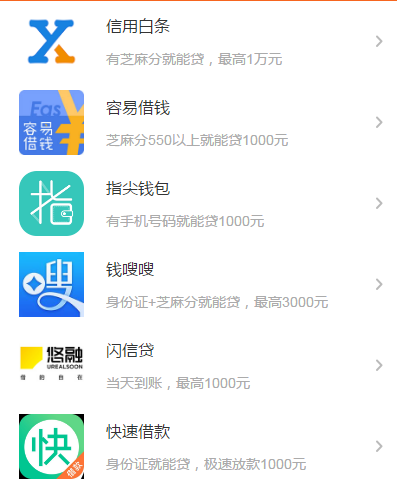 信用白条
有芝麻分就能贷，最高1万元
Eas
容易
借钱
容易借钱
芝麻分550以上就能贷1000元
指
指尖钱包
有手机号码就能贷1000元
嗖
钱嗖嗖
身份证+芝麻分就能贷，最高3000元
悠融
UREALSOON
借的自在
闪信贷
当天到账，最高1000元
快
借款
快速借款
身份证就能贷，极速放款1000元